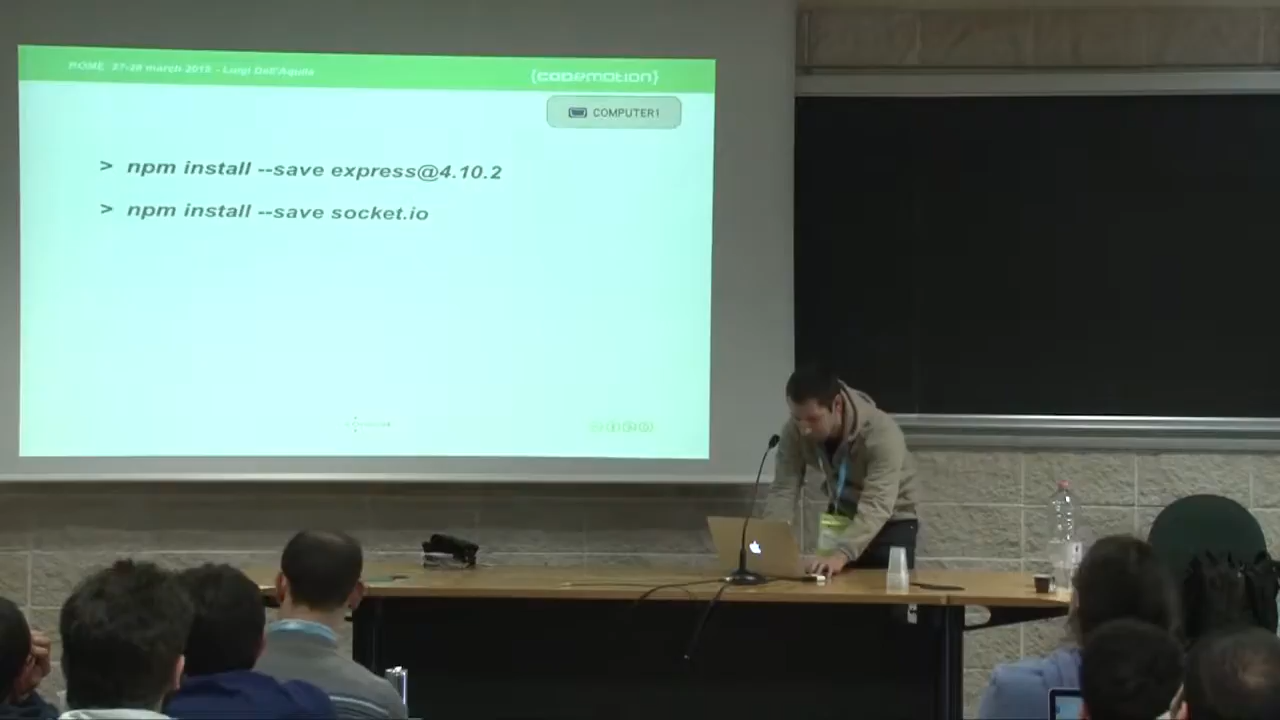 ROME 27-28 march 2015 - Luigi Dell'Aquila
{codemotion}
COMPUTER1
> npm install --save express@4.10.2
> npm install --save socket.io